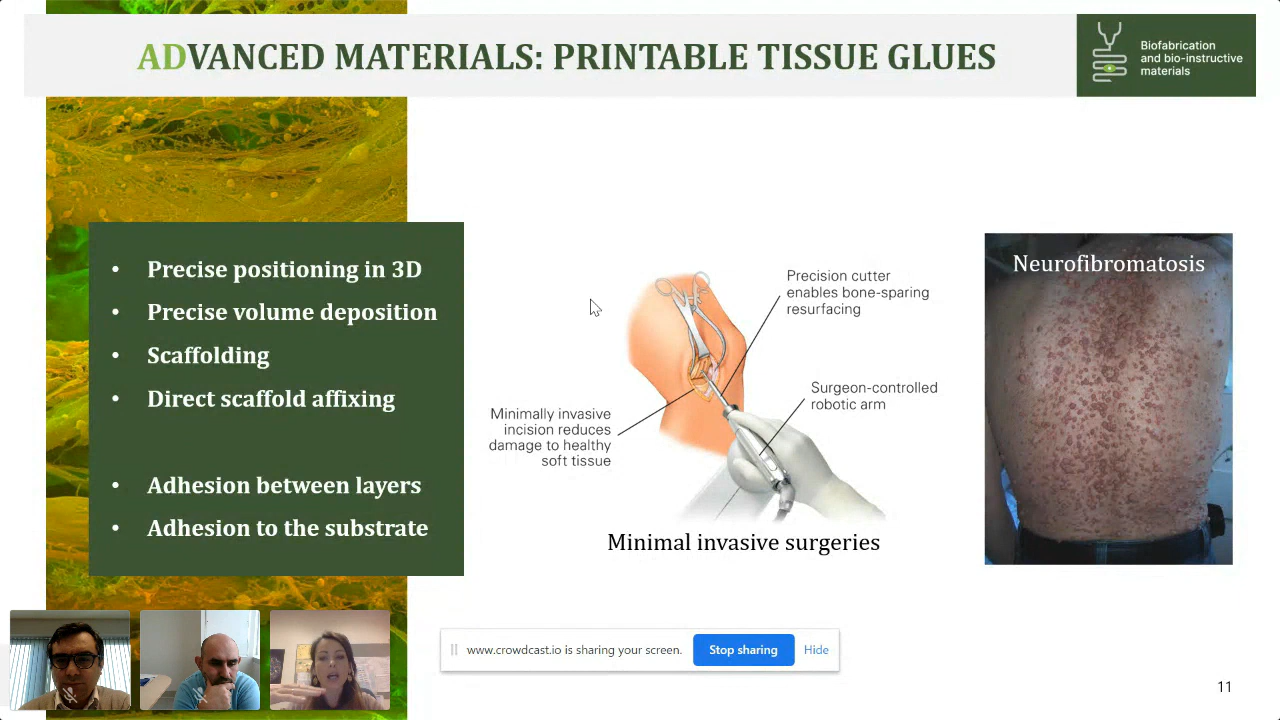 ADVANCED MATERIALS: PRINTABLE TISSUE GLUES
Biofabrication
and bio-instructive
materials
• Precise positioning in 3D
• Precise volume deposition
• Scaffolding
• Direct scaffold affixing
• Adhesion between layers
• Adhesion to the substrate
Precision cutter
enables bone-sparing
resurfacing
Surgeon-controlled
robotic arm
Minimally invasive
incision reduces
damage to healthy
soft tissue
Minimal invasive surgeries
Neurofibromatosis
www.crowdcast.io is sharing your screen.
Stop sharing
Hide
11